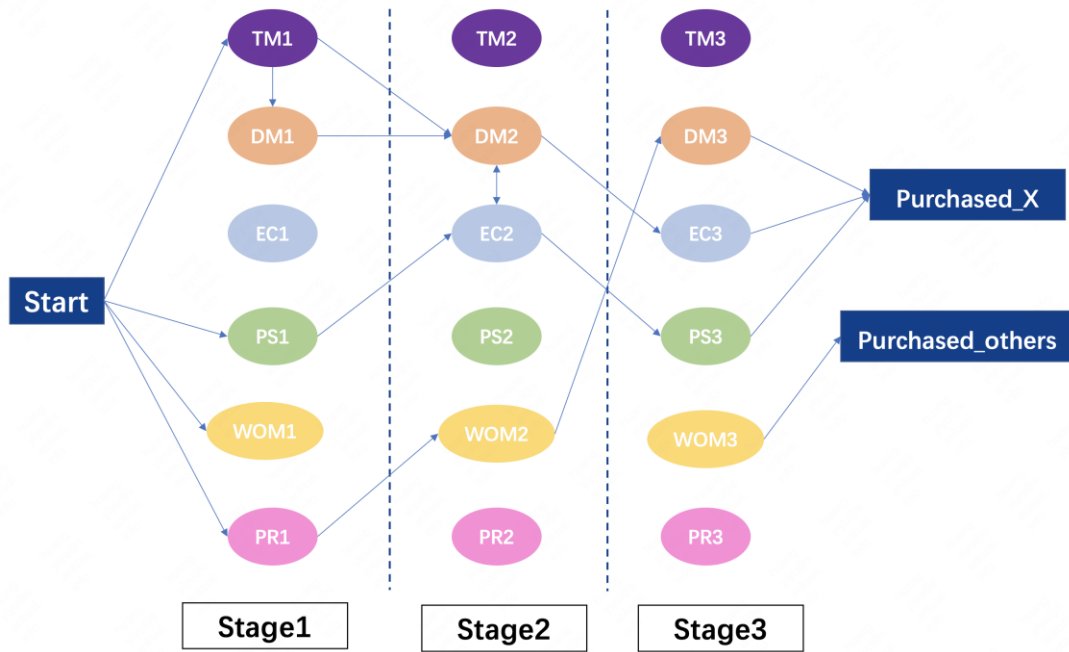 TM1
TM2
TM3
DM1
DM2
DM3
Purchased_X
EC1
EC2
EC3
Start
PS1
PS2
PS3
Purchased_others
WOM1
WOM2
WOM3
PR1
PR2
PR3
Stage1
Stage2
Stage3